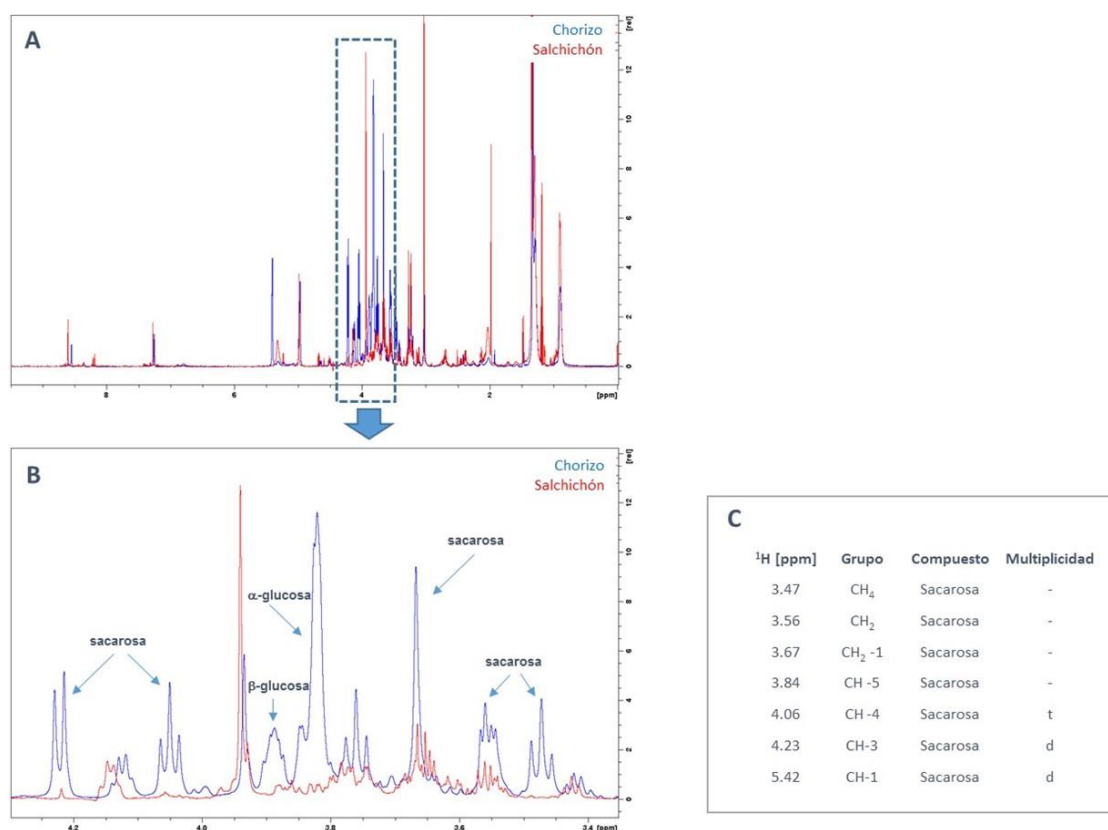 A
Chorizo
Salchichón
[rel]
12
10
8
6
4
2
0
8
6
4
2
[ppm]
B
Chorizo
Salchichón
[rel]
12
10
8
6
4
2
0
sacarosa
α-glucosa
sacarosa
β-glucosa
sacarosa
4.2
4.0
3.8
3.6
3.4
[ppm]
C
¹H [ppm] Grupo Compuesto Multiplicidad
3.47 CH₄ Sacarosa -
3.56 CH₂ Sacarosa -
3.67 CH₂ -1 Sacarosa -
3.84 CH -5 Sacarosa -
4.06 CH -4 Sacarosa t
4.23 CH-3 Sacarosa d
5.42 CH-1 Sacarosa d